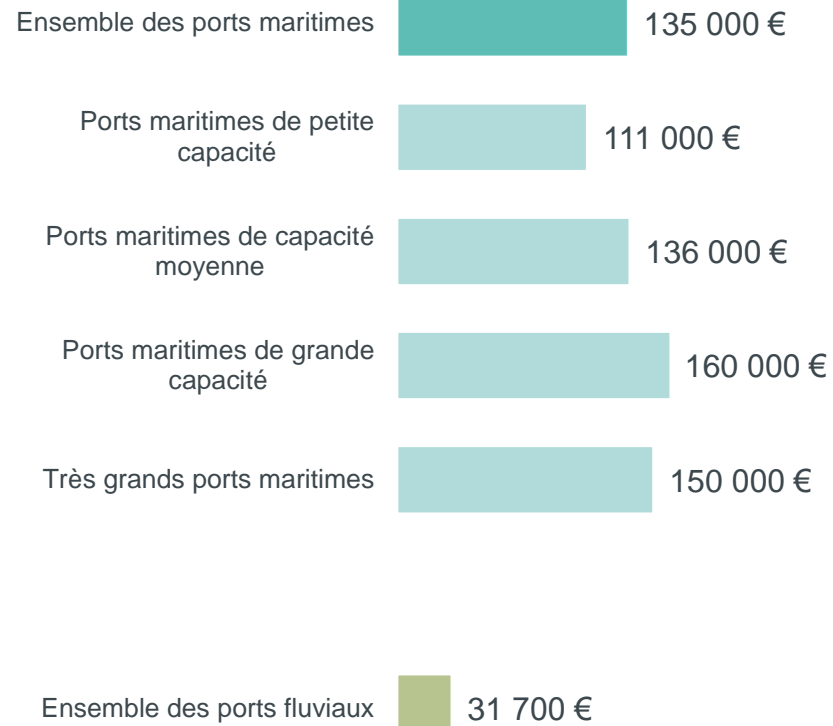 Ensemble des ports maritimes 135 000 €
Ports maritimes de petite
capacité
111 000 €
Ports maritimes de capacité
moyenne
136 000 €
Ports maritimes de grande
capacité
160 000 €
Très grands ports maritimes 150 000 €
Ensemble des ports fluviaux 31 700 €